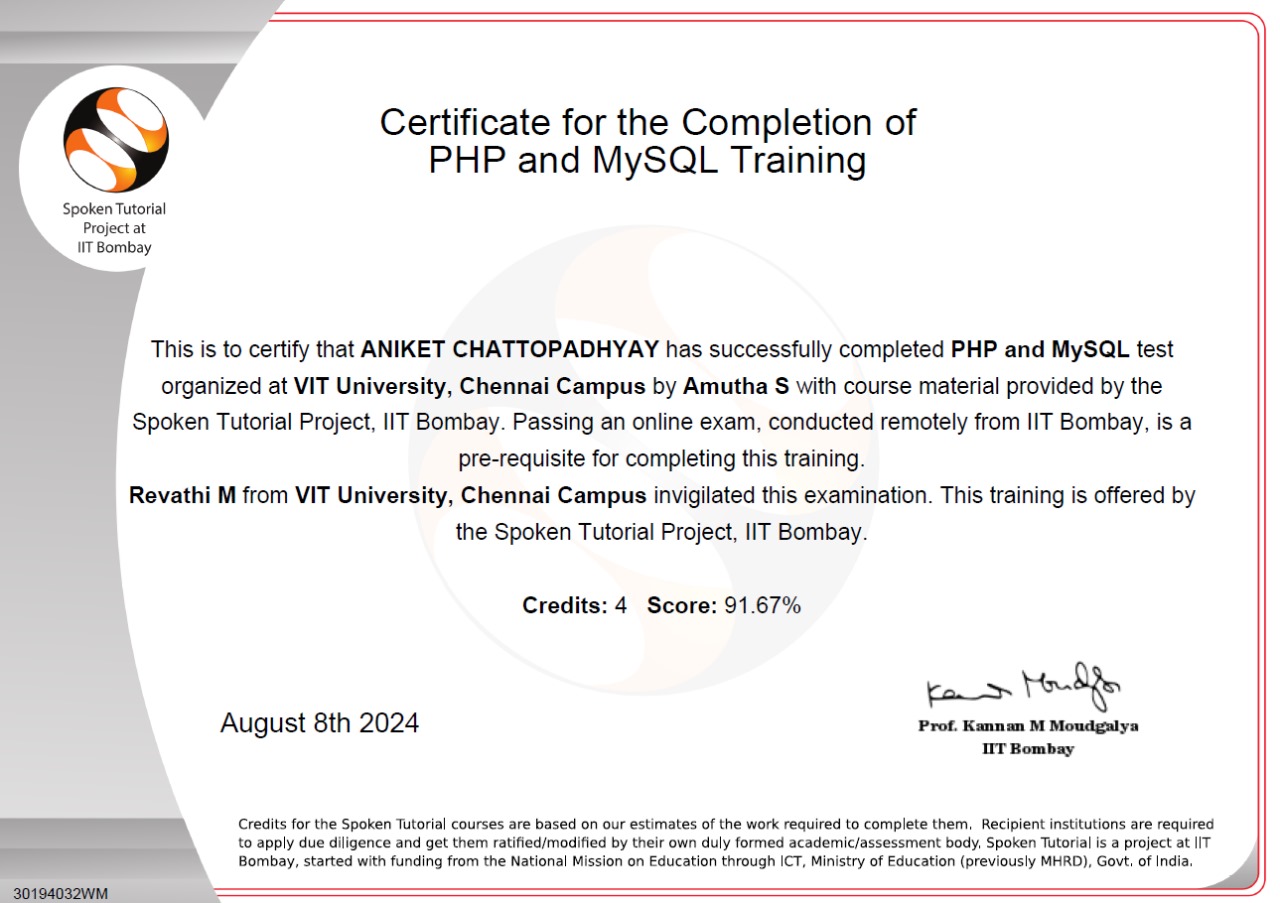 Spoken Tutorial
Project at
IIT Bombay
Certificate for the Completion of
PHP and MySQL Training
This is to certify that ANIKET CHATTOPADHYAY has successfully completed PHP and MySQL test
organized at VIT University, Chennai Campus by Amutha S with course material provided by the
Spoken Tutorial Project, IIT Bombay. Passing an online exam, conducted remotely from IIT Bombay, is a
pre-requisite for completing this training.
Revathi M from VIT University, Chennai Campus invigilated this examination. This training is offered by
the Spoken Tutorial Project, IIT Bombay.
Credits: 4 Score: 91.67%
August 8th 2024
Prof. Kannan M Moudgalya
IIT Bombay
Credits for the Spoken Tutorial courses are based on our estimates of the work required to complete them. Recipient institutions are required
to apply due diligence and get them ratified/modified by their own duly formed academic/assessment body. Spoken Tutorial is a project at IIT
Bombay, started with funding from the National Mission on Education through ICT, Ministry of Education (previously MHRD), Govt. of India.
30194032WM